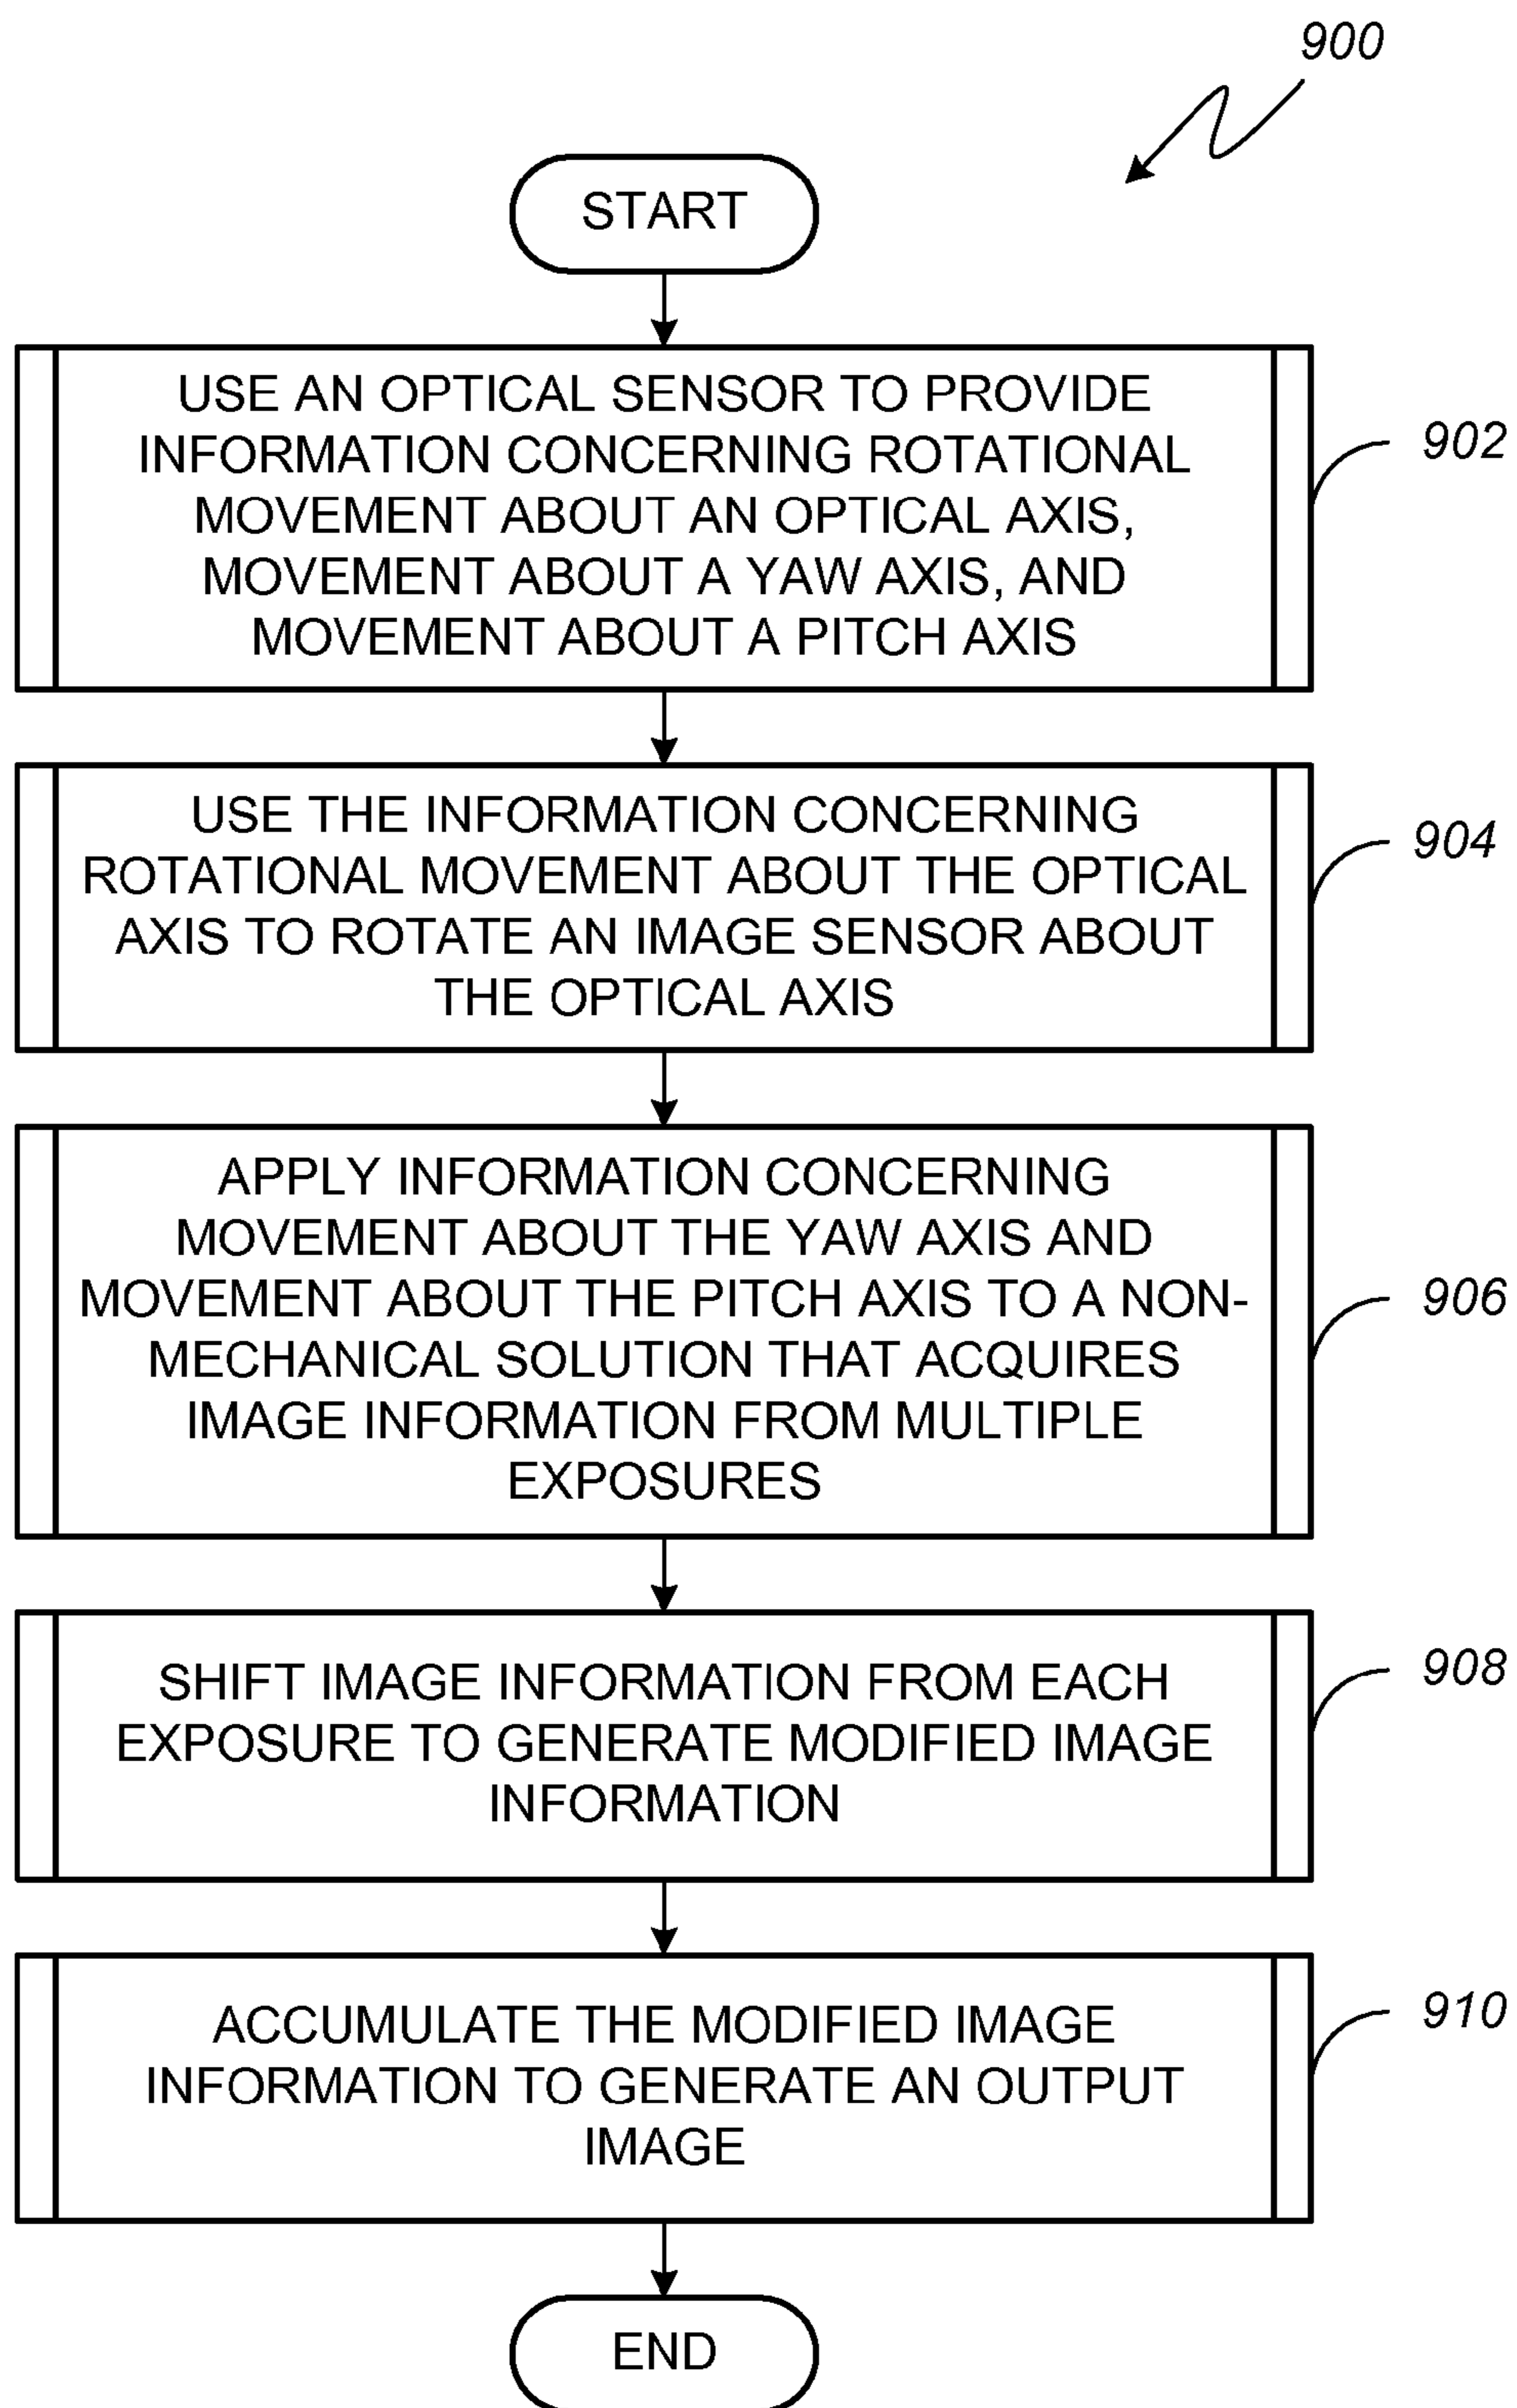 900
START
USE AN OPTICAL SENSOR TO PROVIDE
INFORMATION CONCERNING ROTATIONAL
MOVEMENT ABOUT AN OPTICAL AXIS,
MOVEMENT ABOUT A YAW AXIS, AND
MOVEMENT ABOUT A PITCH AXIS
902
USE THE INFORMATION CONCERNING
ROTATIONAL MOVEMENT ABOUT THE OPTICAL
AXIS TO ROTATE AN IMAGE SENSOR ABOUT
THE OPTICAL AXIS
904
APPLY INFORMATION CONCERNING
MOVEMENT ABOUT THE YAW AXIS AND
MOVEMENT ABOUT THE PITCH AXIS TO A NON-
MECHANICAL SOLUTION THAT ACQUIRES
IMAGE INFORMATION FROM MULTIPLE
EXPOSURES
906
SHIFT IMAGE INFORMATION FROM EACH
EXPOSURE TO GENERATE MODIFIED IMAGE
INFORMATION
908
ACCUMULATE THE MODIFIED IMAGE
INFORMATION TO GENERATE AN OUTPUT
IMAGE
910
END